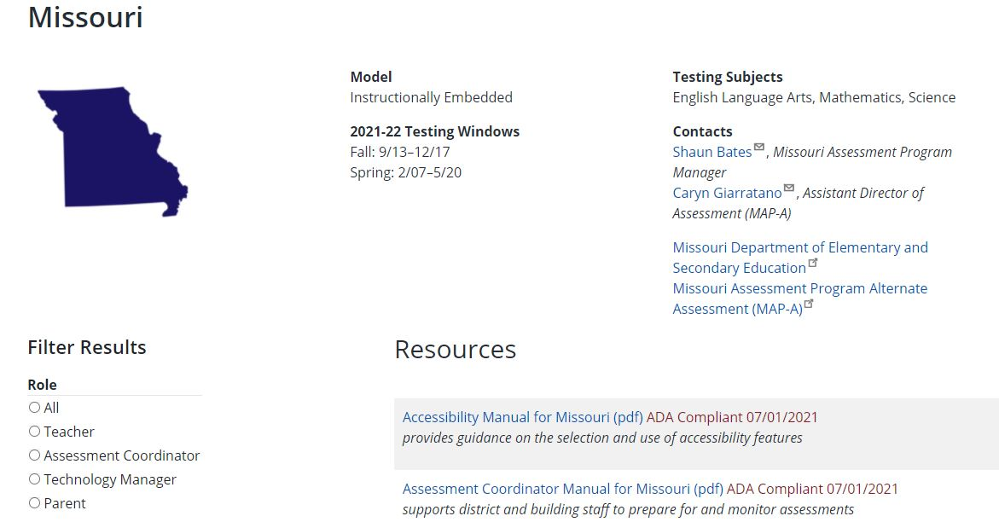 Missouri
Model
Instructionally Embedded
2021-22 Testing Windows
Fall: 9/13–12/17
Spring: 2/07–5/20
Testing Subjects
English Language Arts, Mathematics, Science
Contacts
Shaun Bates, Missouri Assessment Program
Manager
Caryn Giarratano, Assistant Director of
Assessment (MAP-A)
Missouri Department of Elementary and
Secondary Education
Missouri Assessment Program Alternate
Assessment (MAP-A)
Filter Results
Role
All
Teacher
Assessment Coordinator
Technology Manager
Parent
Resources
Accessibility Manual for Missouri (pdf) ADA Compliant 07/01/2021
provides guidance on the selection and use of accessibility features
Assessment Coordinator Manual for Missouri (pdf) ADA Compliant 07/01/2021
supports district and building staff to prepare for and monitor assessments